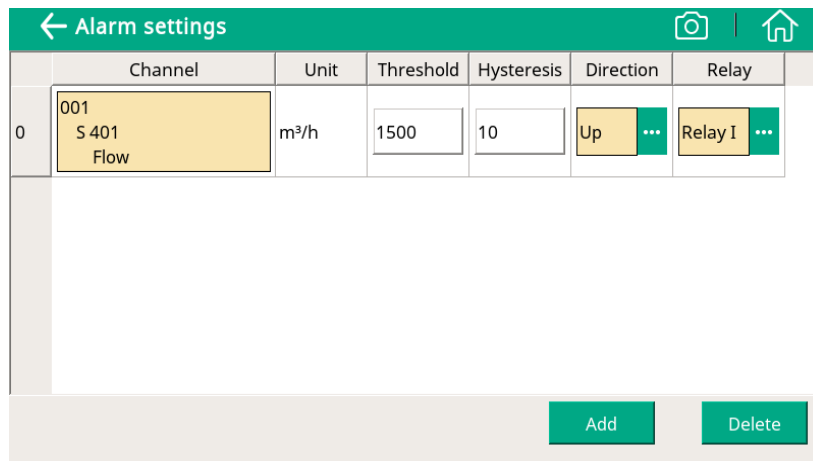 Alarm settings
Channel Unit Threshold Hysteresis Direction Relay
0 001 S 401 Flow m³/h 1500 10 Up ••• Relay I •••
Add Delete